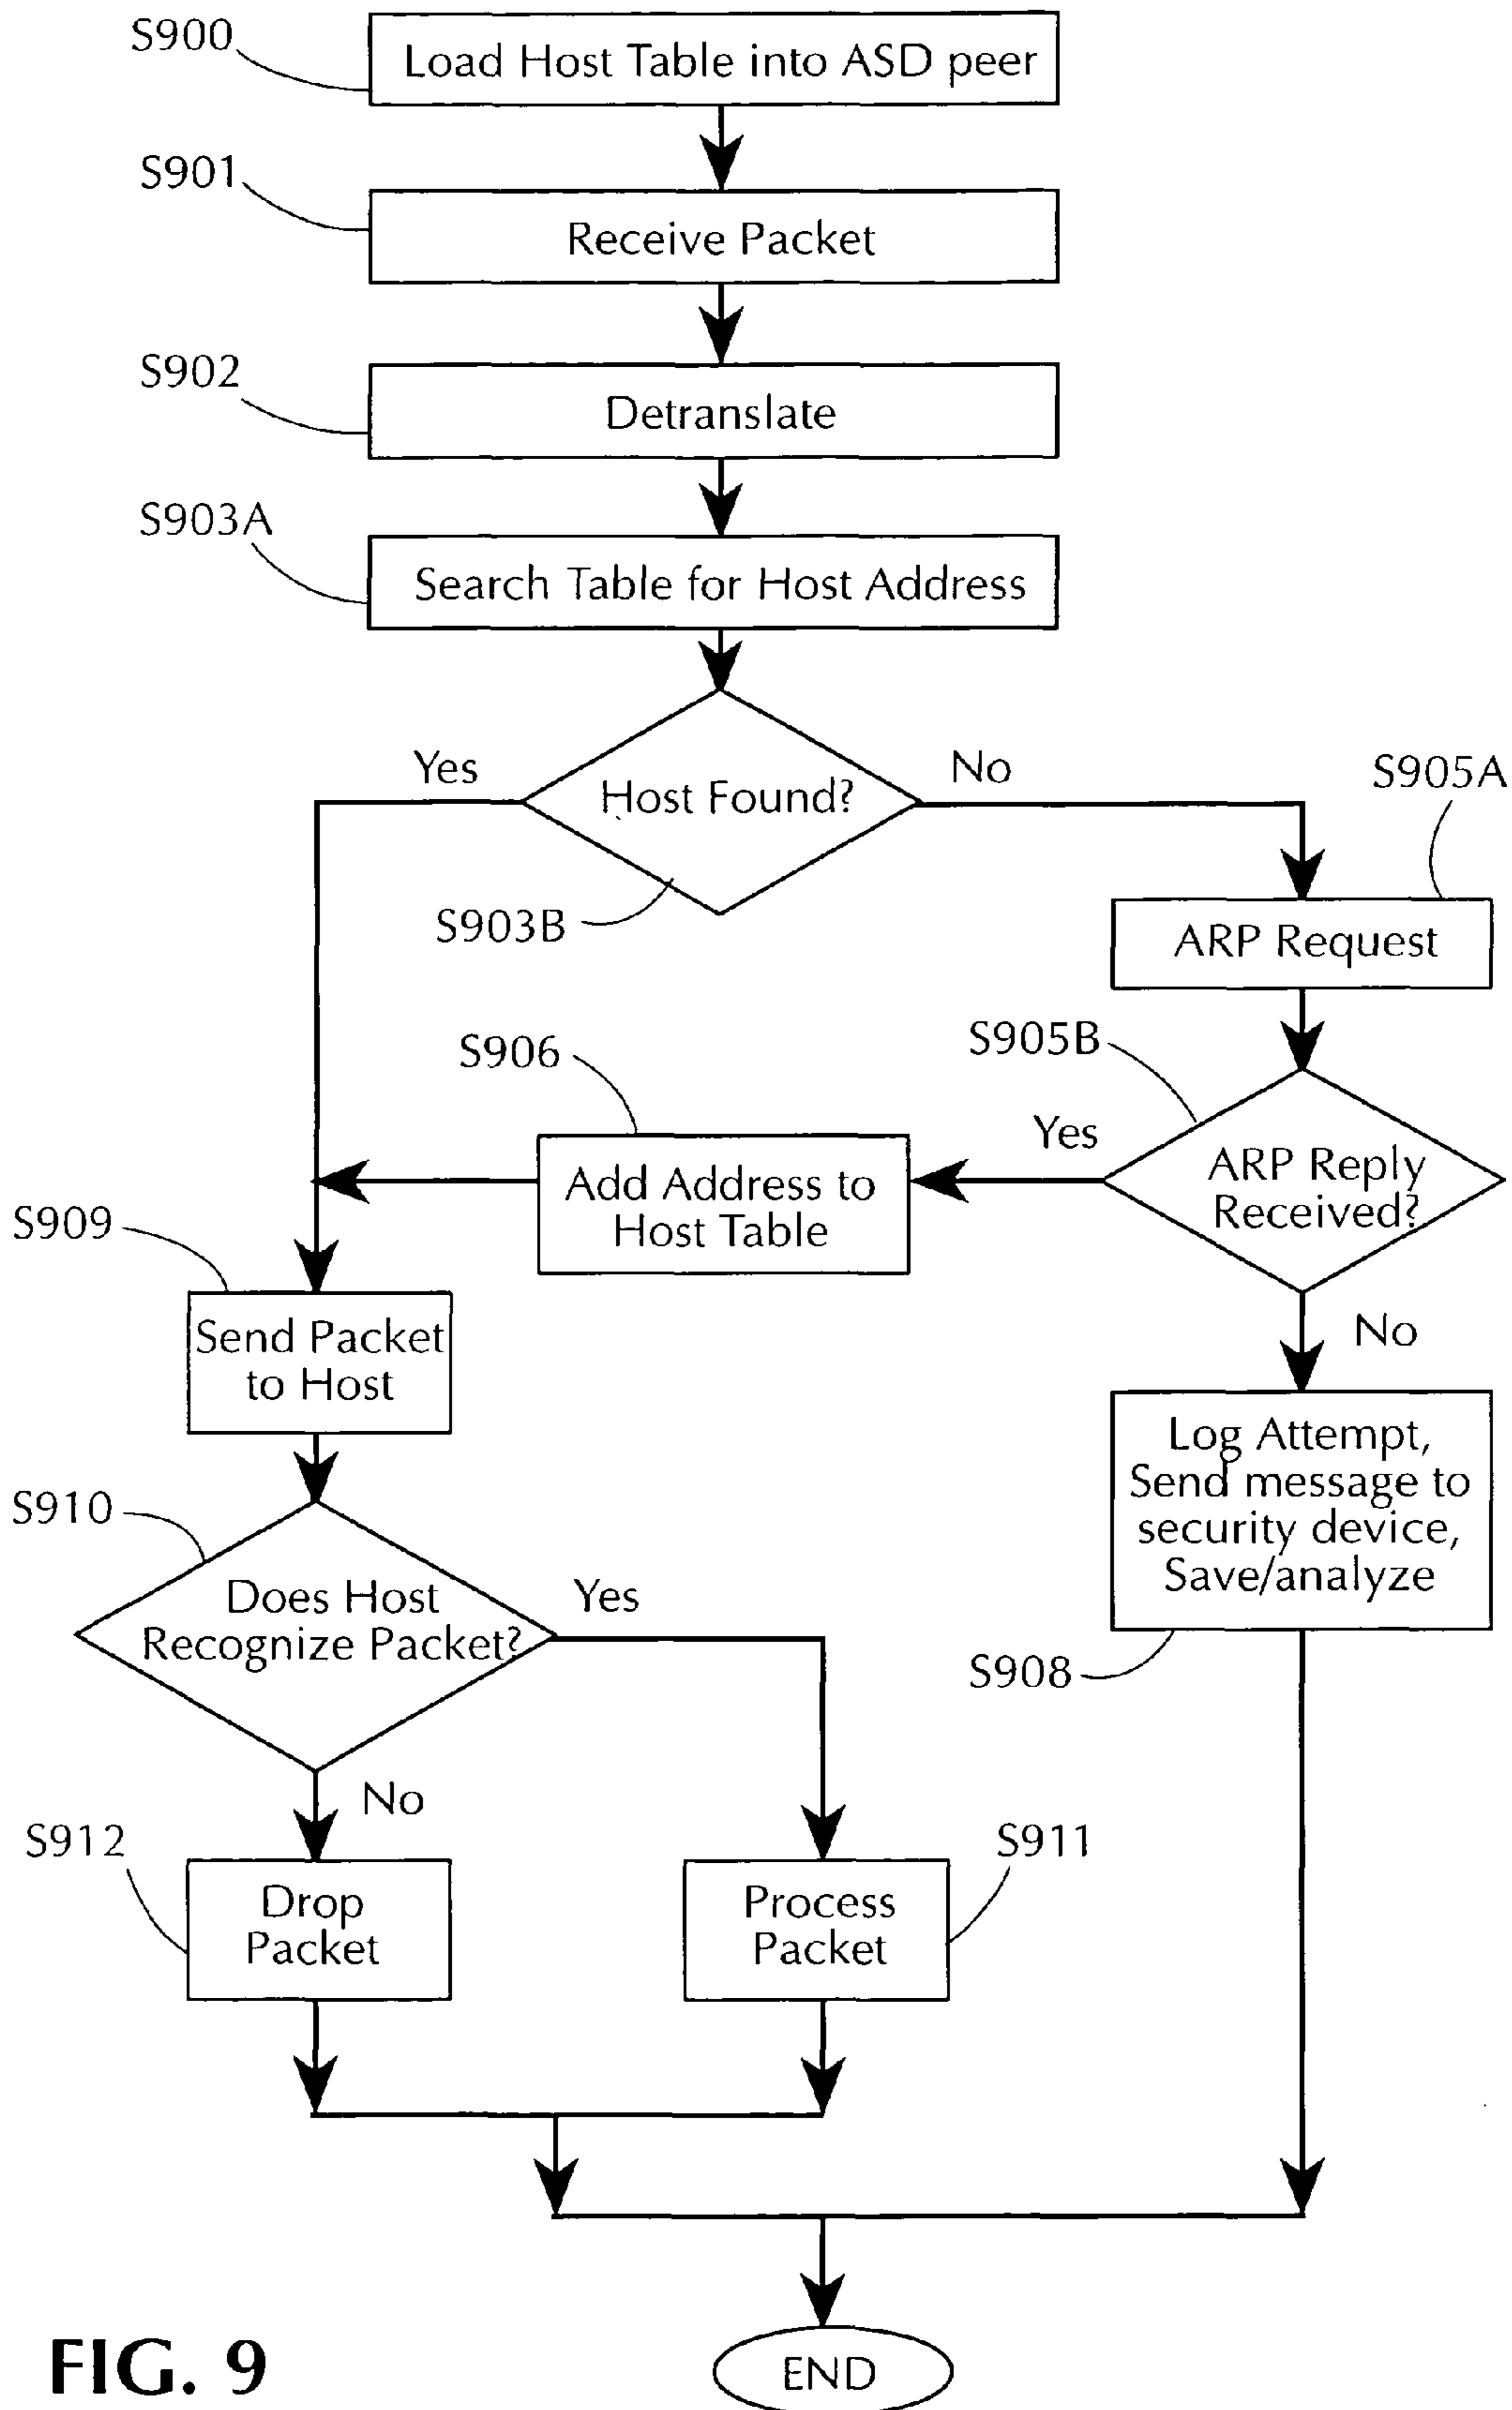 S900
Load Host Table into ASD peer
S901
Receive Packet
S902
Detranslate
S903A
Search Table for Host Address
Yes
Host Found?
No
S903B
S905A
ARP Request
S905B
ARP Reply
Received?
Yes
S906
Add Address to
Host Table
S909
Send Packet
to Host
No
Log Attempt,
Send message to
security device,
Save/analyze
S908
S910
Does Host
Recognize Packet?
Yes
No
S912
Drop
Packet
S911
Process
Packet
END
FIG. 9